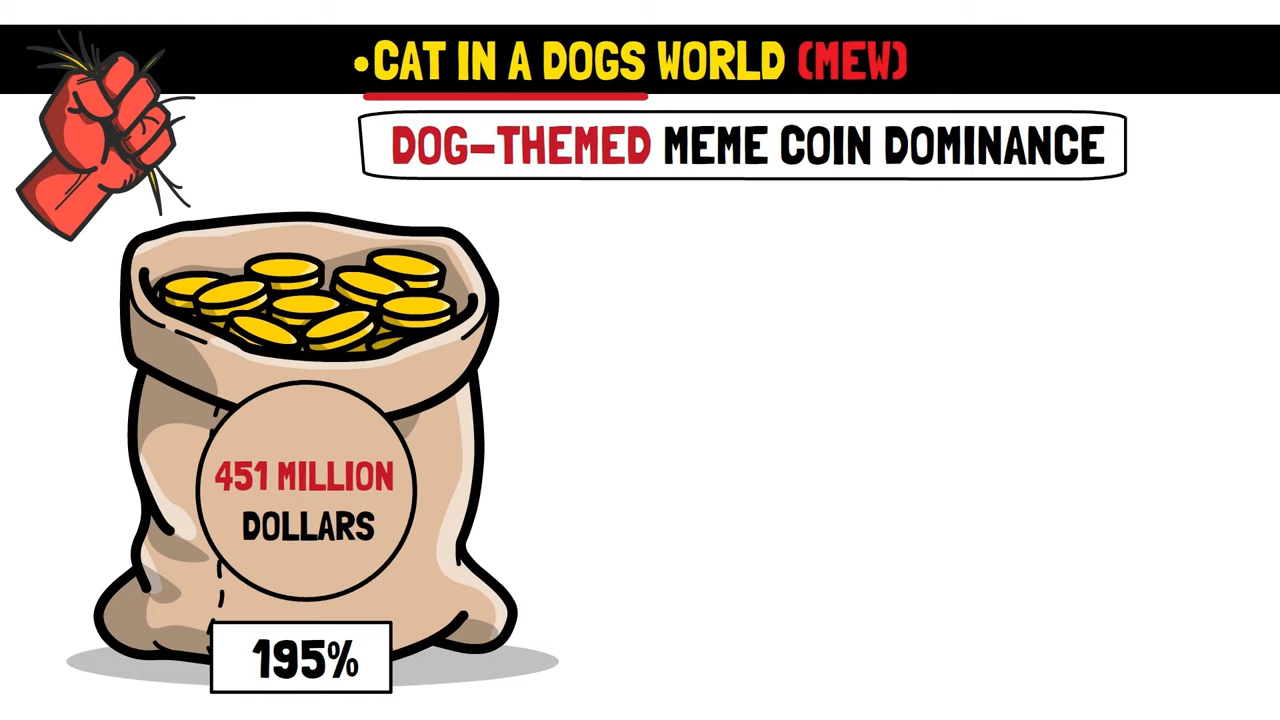 •CAT IN A DOGS WORLD (MEW)
DOG-THEMED MEME COIN DOMINANCE
451 MILLION
DOLLARS
195%